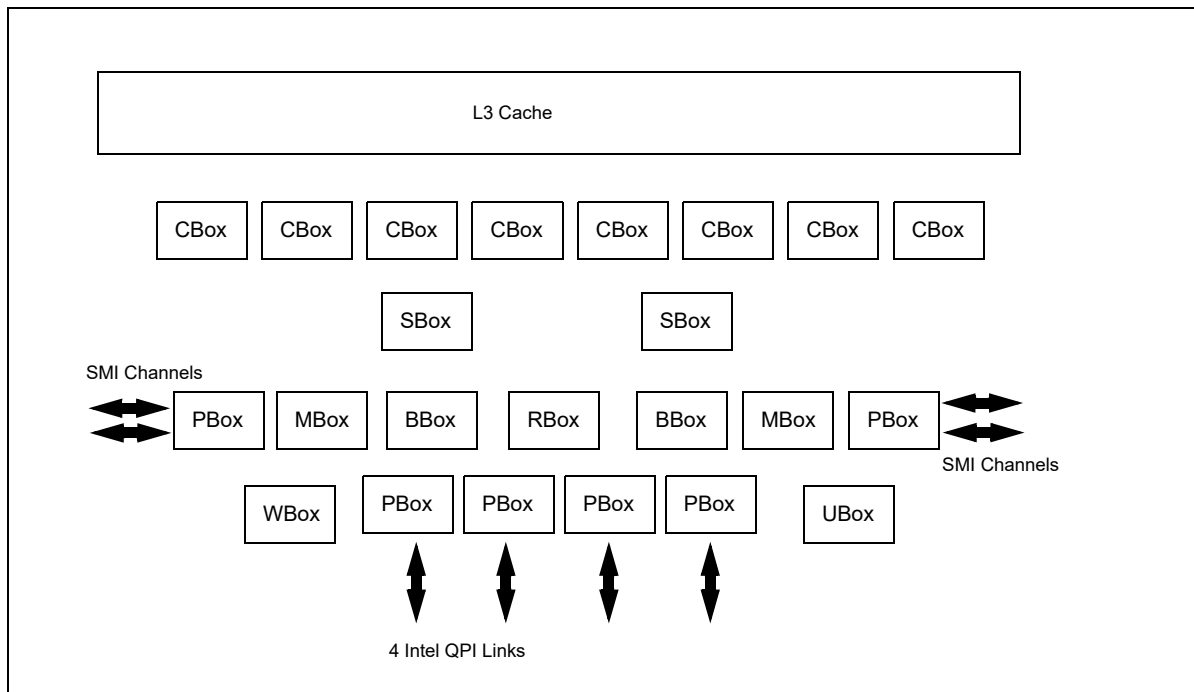 L3 Cache
CBox CBox CBox CBox CBox CBox CBox CBox
SBox SBox
SMI Channels
PBox MBox BBox RBox BBox MBox PBox
SMI Channels
WBox PBox PBox PBox PBox UBox
4 Intel QPI Links